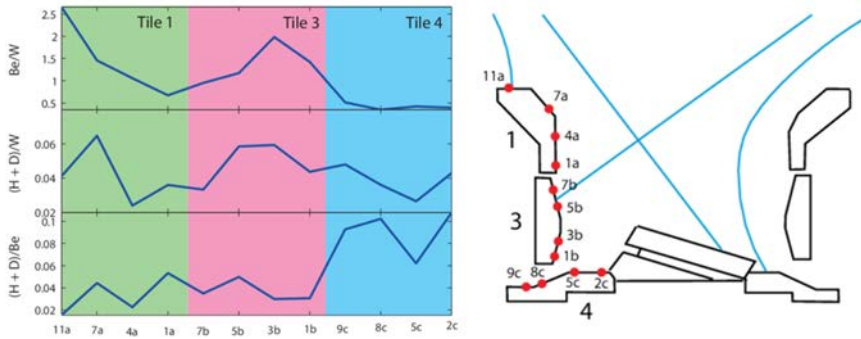 Tile 1 Tile 3 Tile 4
Be/W
2.5
2
1.5
1
0.5
(H + D)/W
0.06
0.04
0.02
(H + D)/Be
0.1
0.08
0.06
0.04
0.02
11a 7a 4a 1a 7b 5b 3b 1b 9c 8c 5c 2c
11a
7a
1
4a
1a
7b
3
5b
3b
1b
9c 8c
5c 2c
4